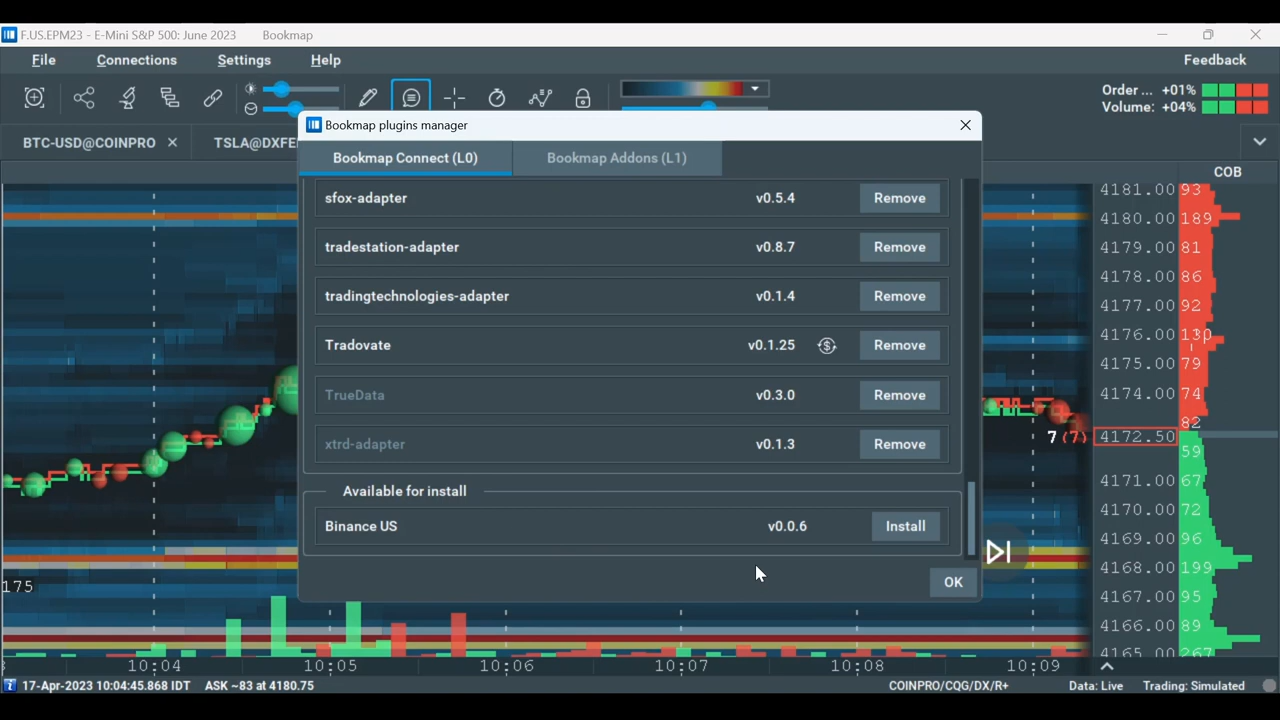 F.US.EPM23 - E-Mini S&P 500: June 2023 Bookmap
File Connections Settings Help Feedback
Order ... +01%
Volume: +04%
BTC-USD@COINPRO TSLA@DXFE
Bookmap plugins manager
Bookmap Connect (L0) Bookmap Addons (L1)
sfox-adapter v0.5.4 Remove
tradestation-adapter v0.8.7 Remove
tradingtechnologies-adapter v0.1.4 Remove
Tradovate v0.1.25 Remove
TrueData v0.3.0 Remove
xtrd-adapter v0.1.3 Remove
Available for install
Binance US v0.0.6 Install
OK
COB
4181.00 93
4180.00 189
4179.00 81
4178.00 86
4177.00 92
4176.00 130
4175.00 79
4174.00 74
82
7 (7) 4172.50
59
4171.00 67
4170.00 72
4169.00 96
4168.00 199
4167.00 95
4166.00 89
4165.00 267
175
10:04 10:05 10:06 10:07 10:08 10:09
17-Apr-2023 10:04:45.868 IDT ASK ~83 at 4180.75 COINPRO/CQG/DX/R+ Data: Live Trading: Simulated